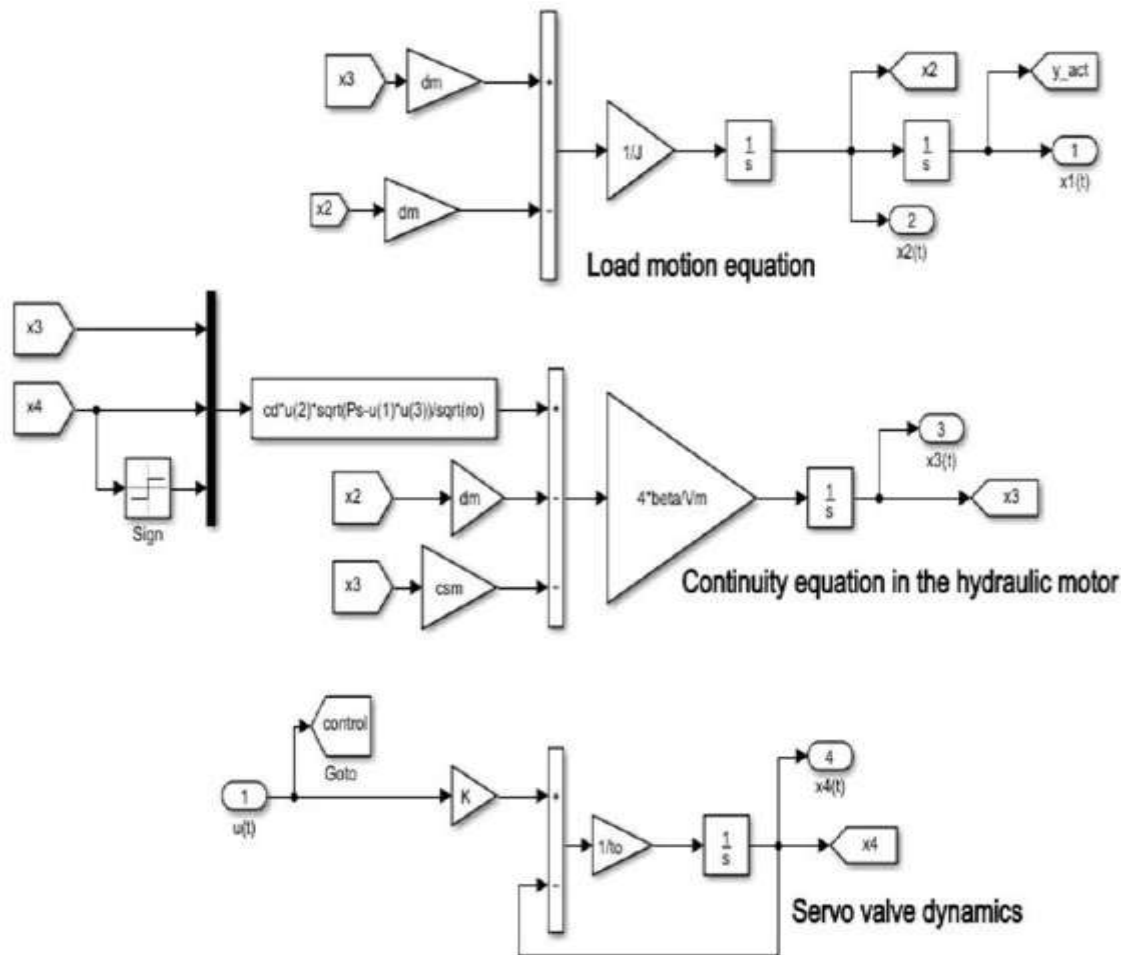 x3
dm
+
x2
dm
-
1/J
1
s
x2
1
s
y_act
1
x1(t)
2
x2(t)
Load motion equation
x3
x4
Sign
cd*u(2)*sqrt(Ps-u(1)*u(3))/sqrt(ro)
+
x2
dm
-
x3
csm
-
4*beta/Vm
1
s
3
x3(t)
x3
Continuity equation in the hydraulic motor
control
Goto
1
u(t)
K
+
-
1/to
1
s
4
x4(t)
x4
Servo valve dynamics